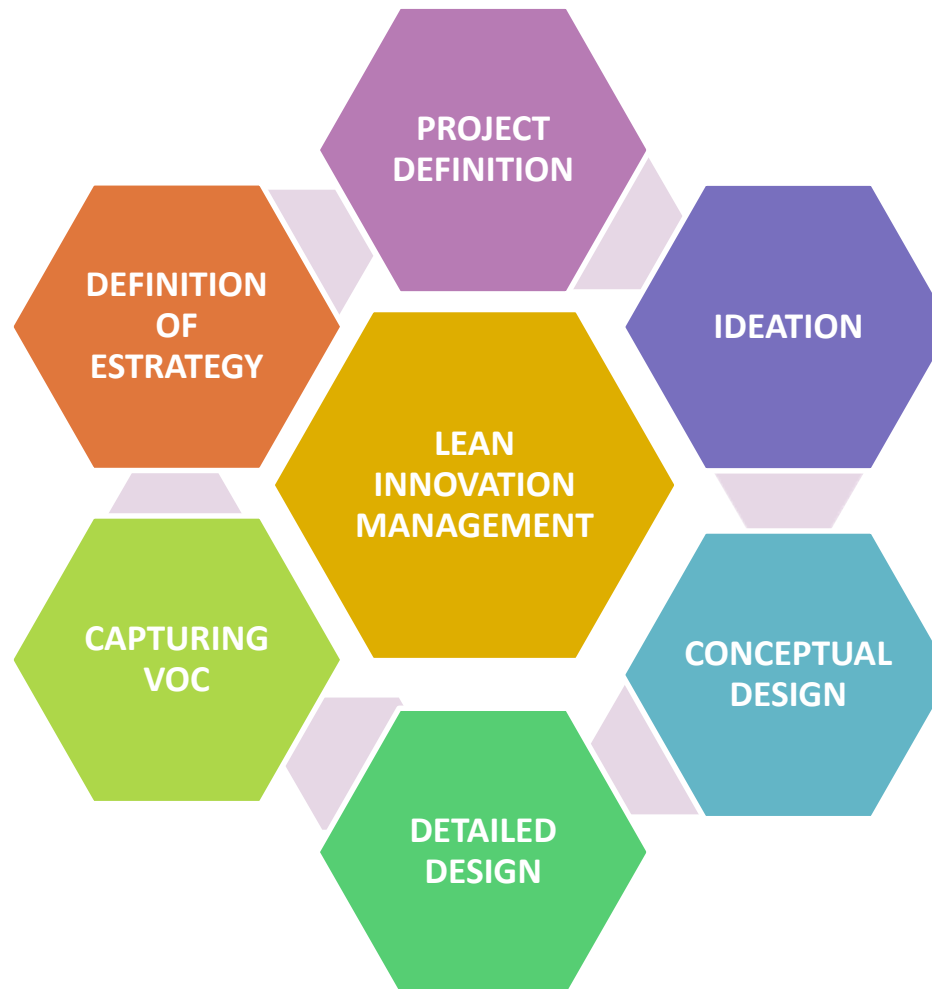 PROJECT
DEFINITION
DEFINITION
OF
ESTRATEGY
IDEATION
LEAN
INNOVATION
MANAGEMENT
CAPTURING
VOC
CONCEPTUAL
DESIGN
DETAILED
DESIGN